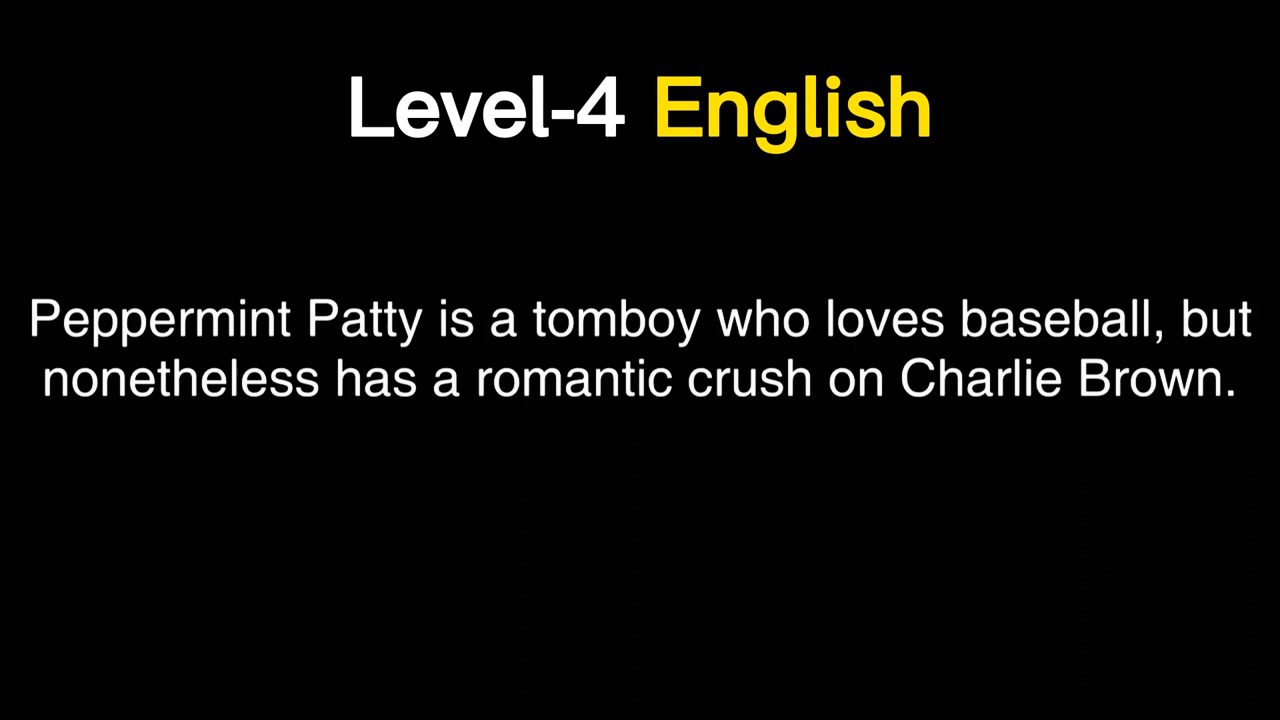 Level-4 English
Peppermint Patty is a tomboy who loves baseball, but
nonetheless has a romantic crush on Charlie Brown.